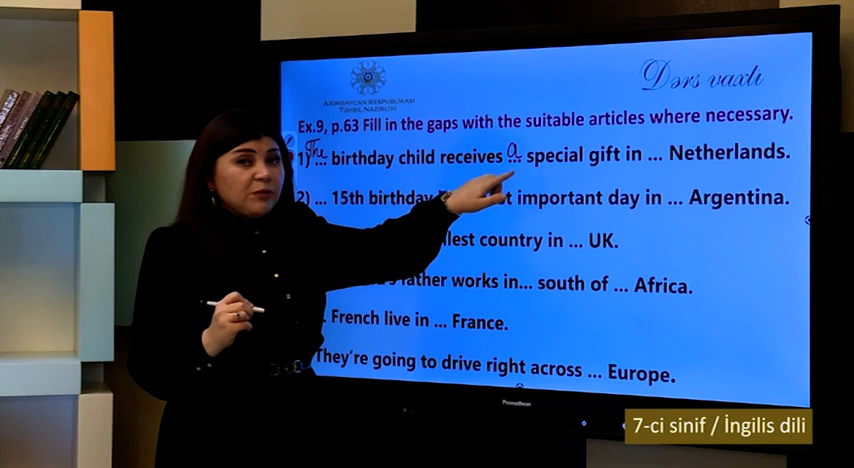 AZƏRBAYCAN RESPUBLİKASI
TƏHSİL NAZİRLİYİ
Dərs vaxtı
Ex.9, p.63 Fill in the gaps with the suitable articles where necessary.
1) The ... birthday child receives a ... special gift in ... Netherlands.
2) ... 15th birthday important day in ... Argentina.
country in ... UK.
father works in... south of ... Africa.
. French live in ... France.
They're going to drive right across ... Europe.
Promethean
7-ci sinif / İngilis dili